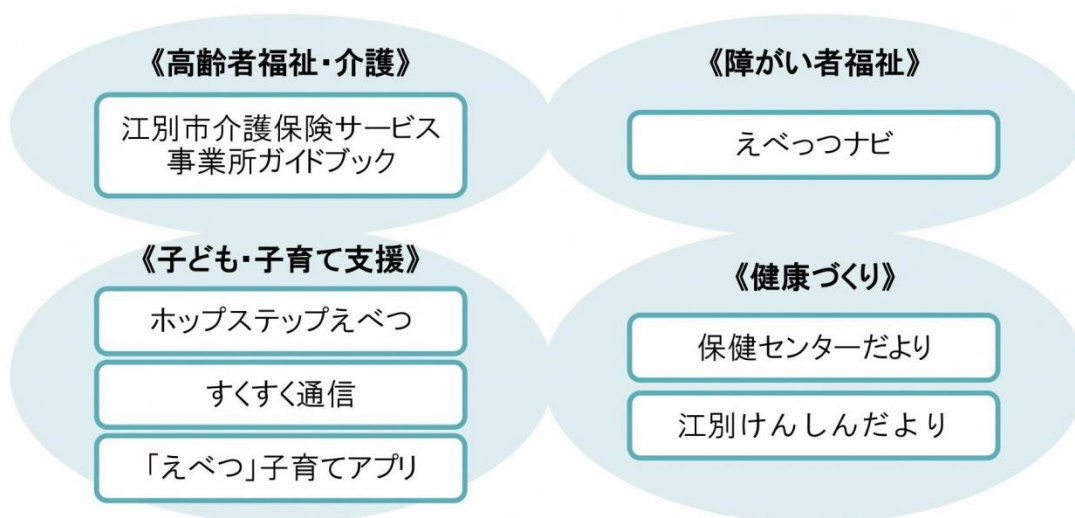 《高齢者福祉・介護》
江別市介護保険サービス
事業所ガイドブック
《障がい者福祉》
えべっつナビ
《子ども・子育て支援》
ホップステップえべつ
すくすく通信
「えべつ」子育てアプリ
《健康づくり》
保健センターだより
江別けんしんだより